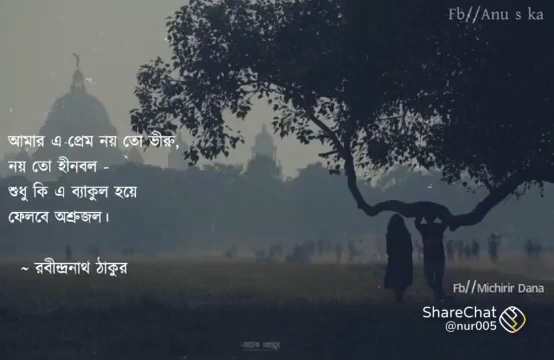 Fb//Anu s ka
আমার এ প্রেম নয় তো ভীরু,
নয় তো হীনবল -
শুধু কি এ ব্যাকুল হয়ে
ফেলবে অশ্রুজল।
~ রবীন্দ্রনাথ ঠাকুর
Fb//Michirir Dana
ShareChat
@nur005